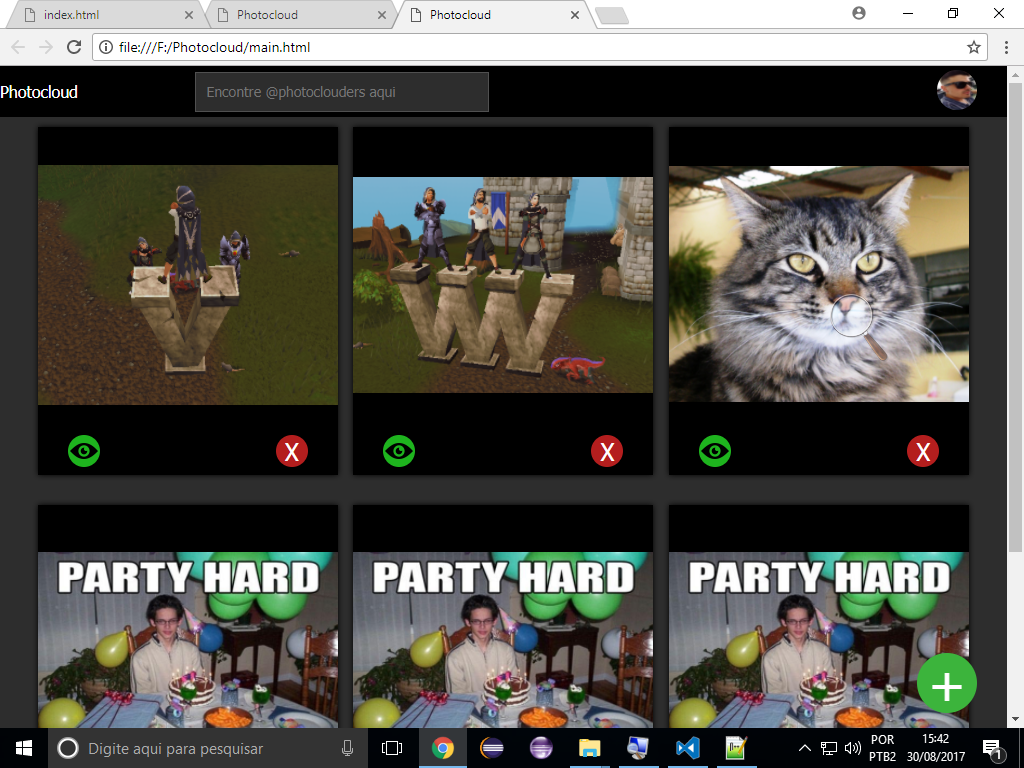 index.html
Photocloud
Photocloud
file:///F:/Photocloud/main.html
Photocloud
Encontre @photoclouders aqui
V
W
X
X
X
PARTY HARD
PARTY HARD
PARTY HARD
+
Digite aqui para pesquisar
POR
PTB2
15:42
30/08/2017
1